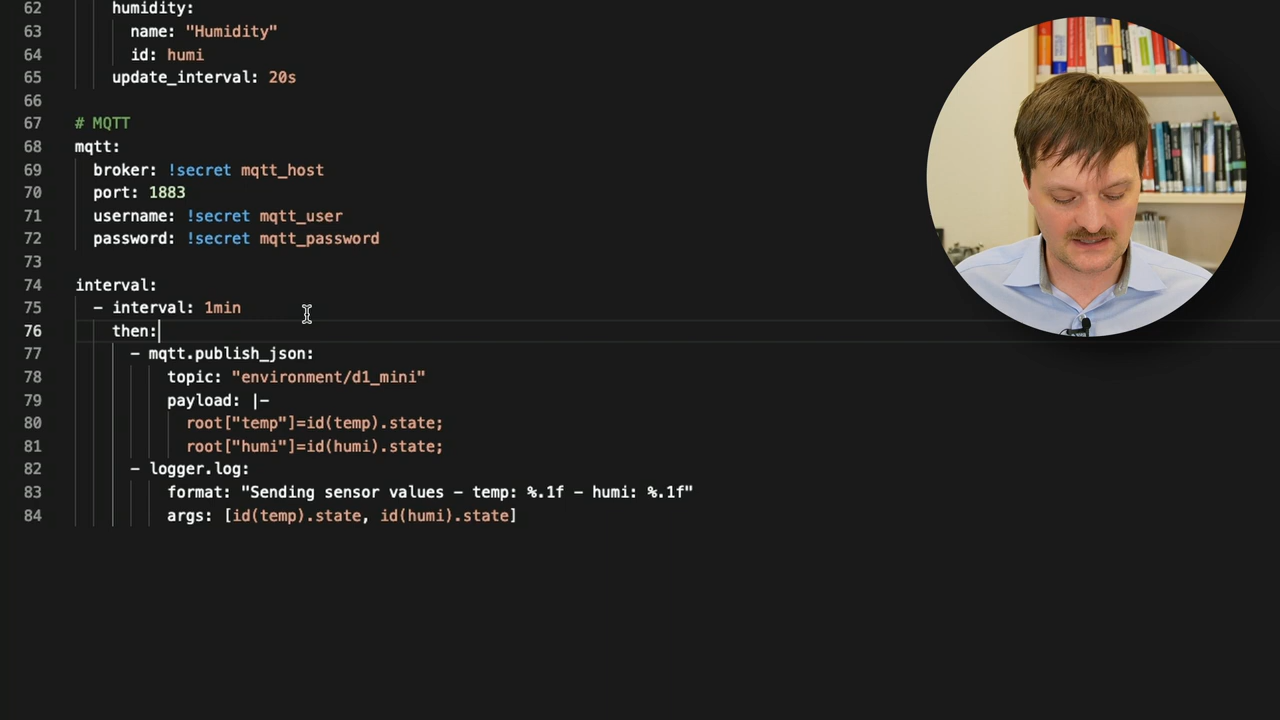 62 humidity:
63 name: "Humidity"
64 id: humi
65 update_interval: 20s
66
67 # MQTT
68 mqtt:
69 broker: !secret mqtt_host
70 port: 1883
71 username: !secret mqtt_user
72 password: !secret mqtt_password
73
74 interval:
75 - interval: 1min
76 then:
77 - mqtt.publish_json:
78 topic: "environment/d1_mini"
79 payload: |-
80 root["temp"]=id(temp).state;
81 root["humi"]=id(humi).state;
82 - logger.log:
83 format: "Sending sensor values - temp: %.1f - humi: %.1f"
84 args: [id(temp).state, id(humi).state]